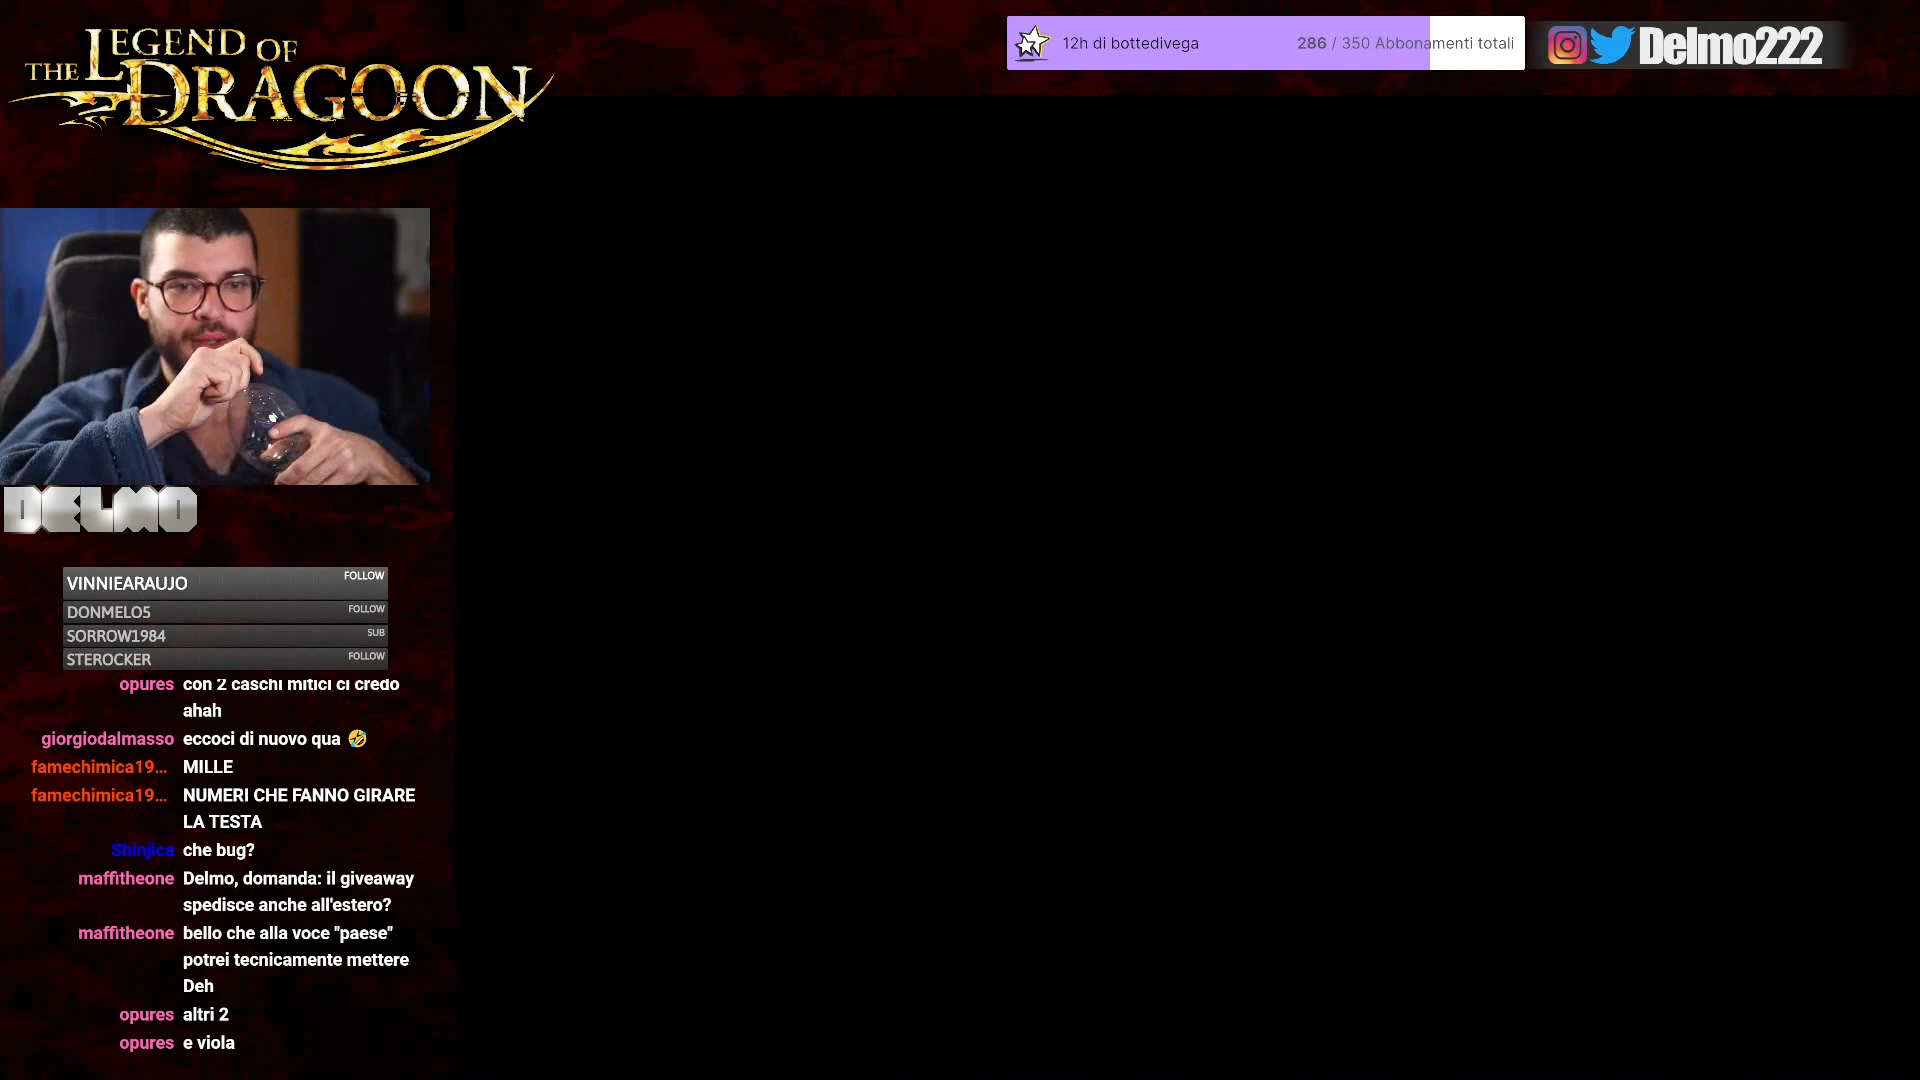 THE LEGEND OF
DRAGOON
12h di bottedivega 286 / 350 Abbonamenti totali
Delmo222
DELMO
VINNIEARAUJO FOLLOW
DONMELO5 FOLLOW
SORROW1984 SUB
STEROCKER FOLLOW
opures con 2 caschi mitici ci credo
ahah
giorgiodalmasso eccoci di nuovo qua 🤣
famechimica19... MILLE
famechimica19... NUMERI CHE FANNO GIRARE
LA TESTA
Shinjica che bug?
maffitheone Delmo, domanda: il giveaway
spedisce anche all'estero?
maffitheone bello che alla voce "paese"
potrei tecnicamente mettere
Deh
opures altri 2
opures e viola